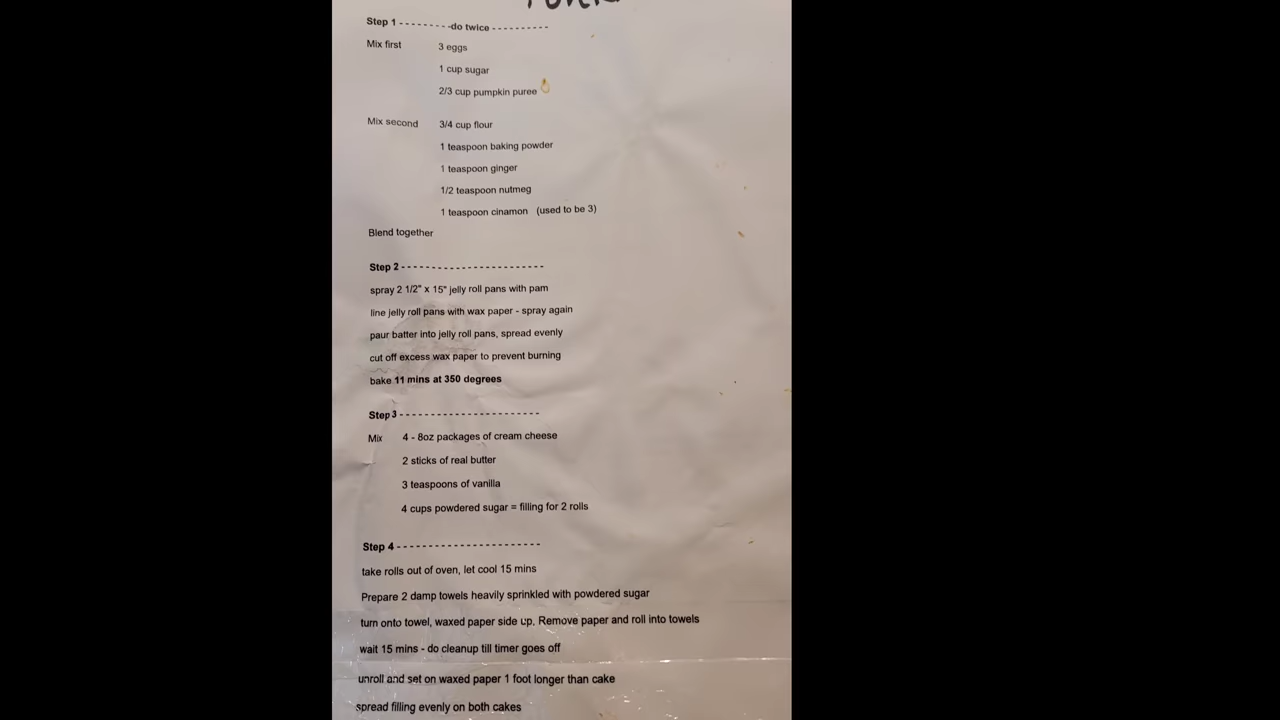 Step 1 - - - - - - - - -do twice - - - - - - - - - -
Mix first 3 eggs
1 cup sugar
2/3 cup pumpkin puree
Mix second 3/4 cup flour
1 teaspoon baking powder
1 teaspoon ginger
1/2 teaspoon nutmeg
1 teaspoon cinamon (used to be 3)
Blend together
Step 2 - - - - - - - - - - - - - - - - - - - - - - - -
spray 2 1/2" x 15" jelly roll pans with pam
line jelly roll pans with wax paper - spray again
paur batter into jelly roll pans, spread evenly
cut off excess wax paper to prevent burning
bake 11 mins at 350 degrees
Step 3 - - - - - - - - - - - - - - - - - - - - - - - -
Mix 4 - 8oz packages of cream cheese
2 sticks of real butter
3 teaspoons of vanilla
4 cups powdered sugar = filling for 2 rolls
Step 4 - - - - - - - - - - - - - - - - - - - - - - - -
take rolls out of oven, let cool 15 mins
Prepare 2 damp towels heavily sprinkled with powdered sugar
turn onto towel, waxed paper side up. Remove paper and roll into towels
wait 15 mins - do cleanup till timer goes off
unroll and set on waxed paper 1 foot longer than cake
spread filling evenly on both cakes